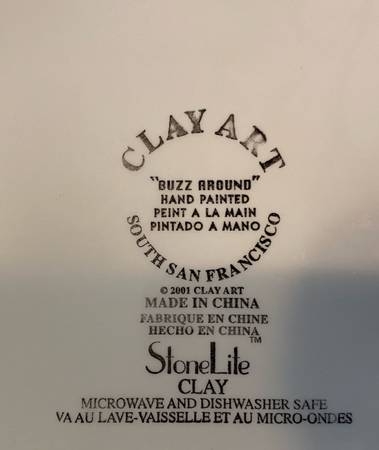 CLAY ART
"BUZZ AROUND"
HAND PAINTED
PEINT A LA MAIN
PINTADO A MANO
SOUTH SAN FRANCISCO
© 2001 CLAY ART
MADE IN CHINA
FABRIQUE EN CHINE
HECHO EN CHINA
StoneLite™
CLAY
MICROWAVE AND DISHWASHER SAFE
VA AU LAVE-VAISSELLE ET AU MICRO-ONDES